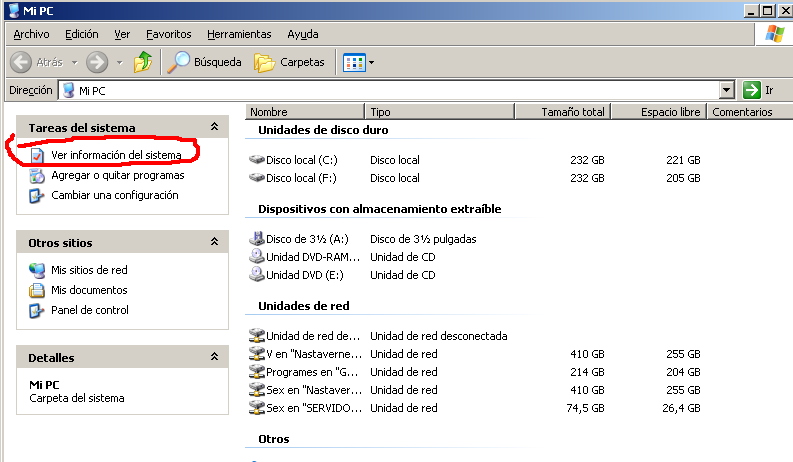 Mi PC
Archivo Edición Ver Favoritos Herramientas Ayuda
Atrás Búsqueda Carpetas
Dirección Mi PC Ir
Nombre Tipo Tamaño total Espacio libre Comentarios
Tareas del sistema
Ver información del sistema
Agregar o quitar programas
Cambiar una configuración
Otros sitios
Mis sitios de red
Mis documentos
Panel de control
Detalles
Mi PC
Carpeta del sistema
Unidades de disco duro
Disco local (C:) Disco local 232 GB 221 GB
Disco local (F:) Disco local 232 GB 205 GB
Dispositivos con almacenamiento extraíble
Disco de 3½ (A:) Disco de 3½ pulgadas
Unidad DVD-RAM... Unidad de CD
Unidad DVD (E:) Unidad de CD
Unidades de red
Unidad de red de... Unidad de red desconectada
V en "Nastaverne... Unidad de red 410 GB 255 GB
Programes en "G... Unidad de red 214 GB 204 GB
Sex en "Nastaver... Unidad de red 410 GB 255 GB
Sex en "SERVIDO... Unidad de red 74,5 GB 26,4 GB
Otros